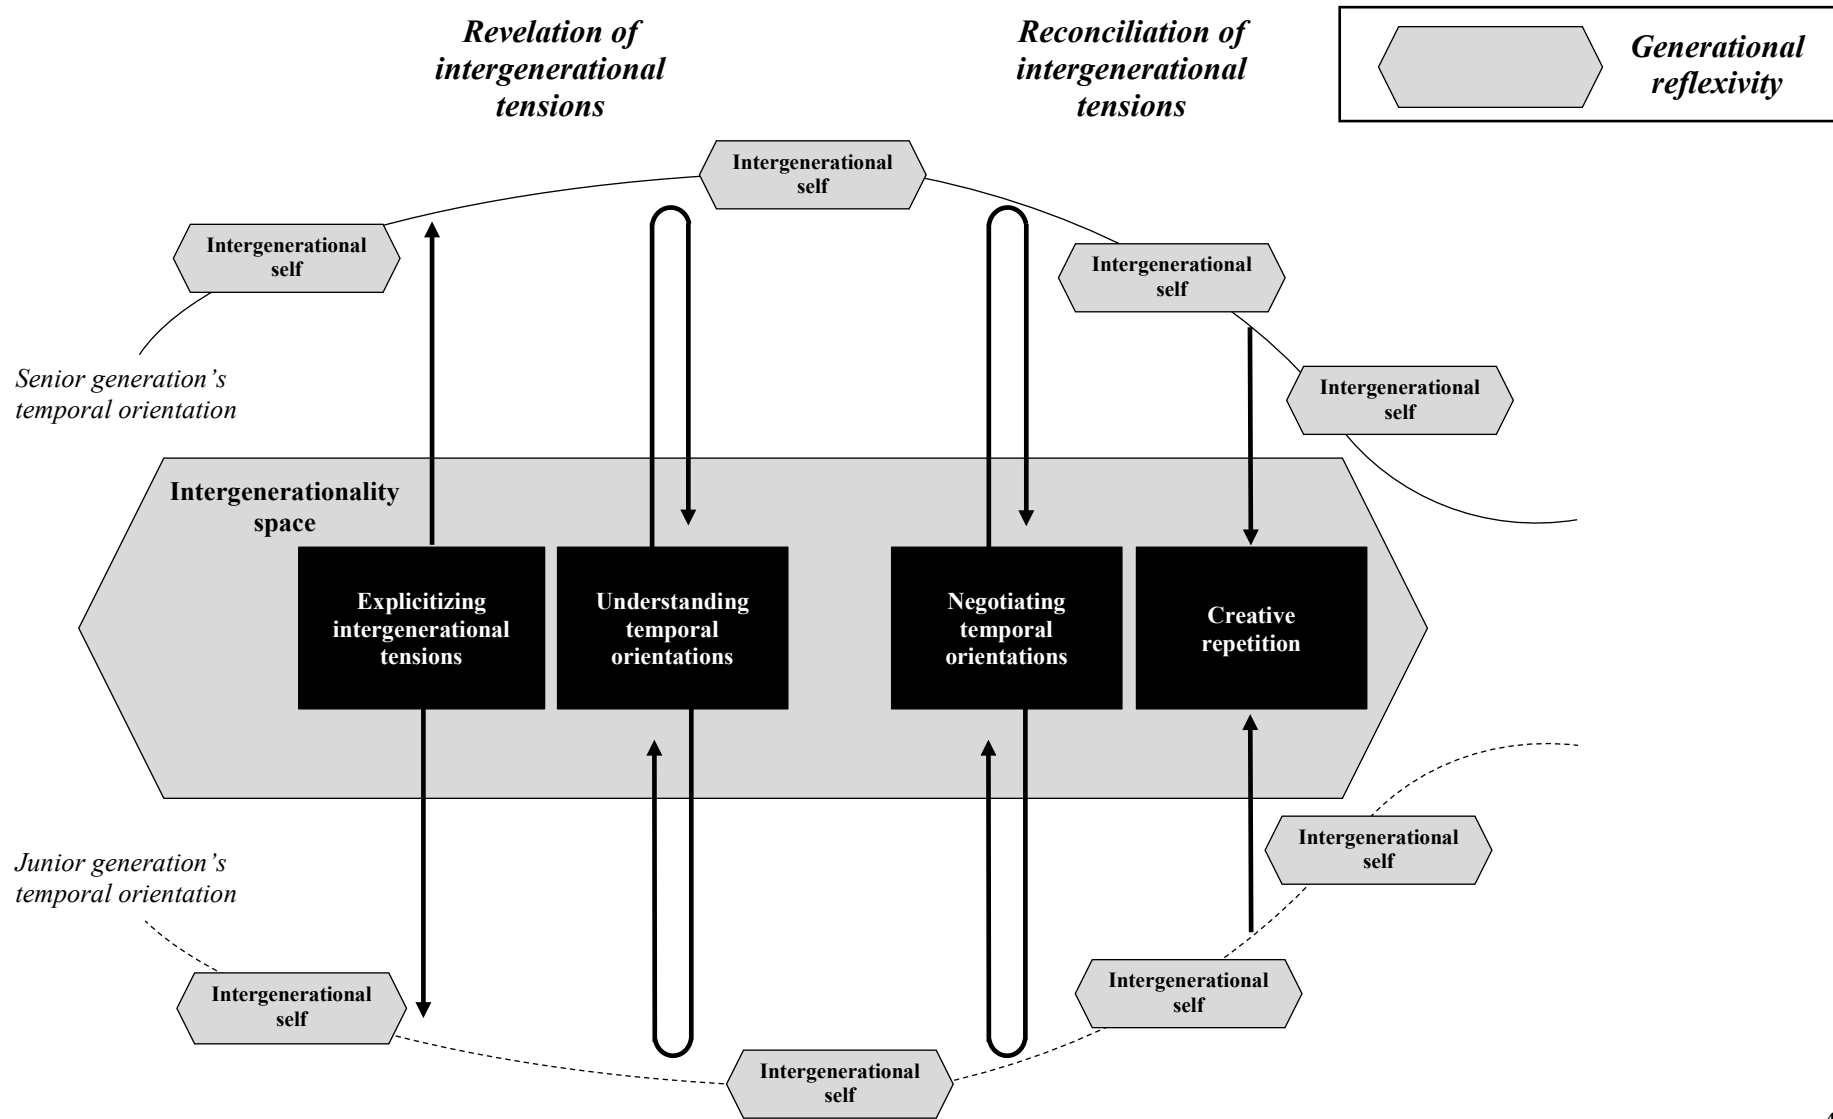 Revelation of
intergenerational
tensions
Reconciliation of
intergenerational
tensions
Generational
reflexivity
Intergenerational
self
Intergenerational
self
Intergenerational
self
Intergenerational
self
Senior generation’s
temporal orientation
Intergenerationality
space
Explicitizing
intergenerational
tensions
Understanding
temporal
orientations
Negotiating
temporal
orientations
Creative
repetition
Junior generation’s
temporal orientation
Intergenerational
self
Intergenerational
self
Intergenerational
self
Intergenerational
self